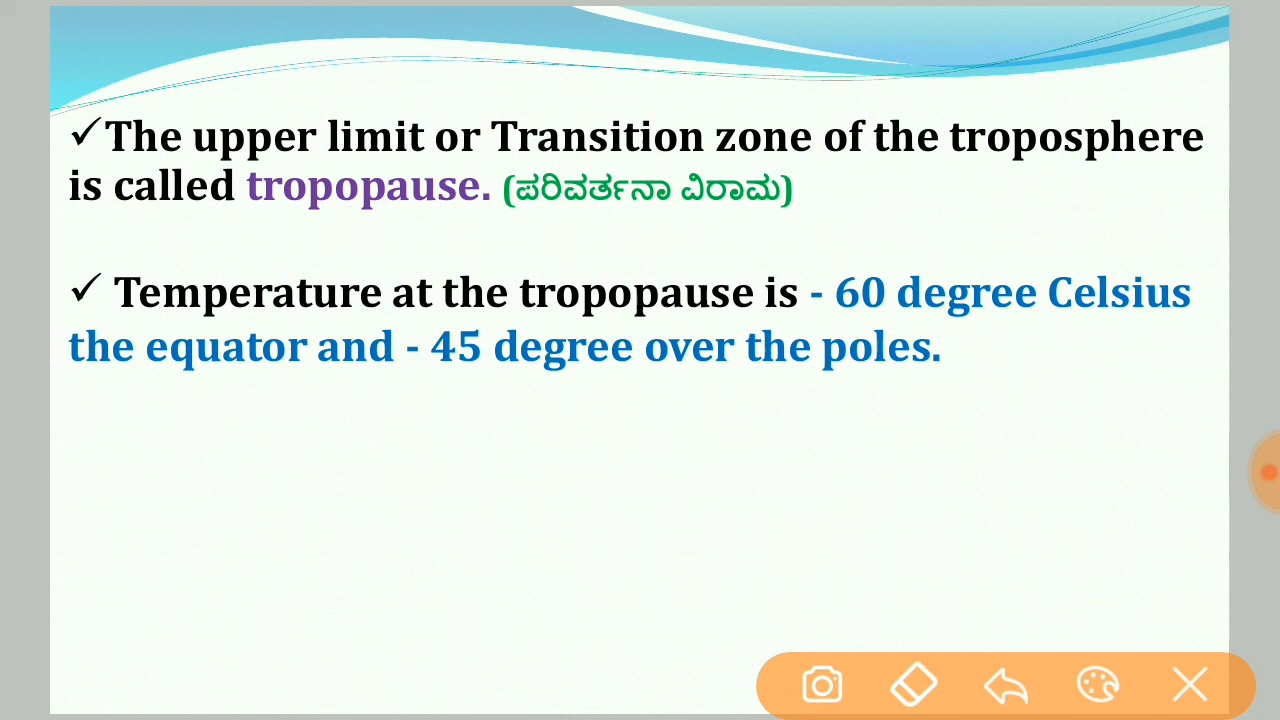 ✓The upper limit or Transition zone of the troposphere
is called tropopause. (ಪರಿವರ್ತನಾ ವಿರಾಮ)
✓ Temperature at the tropopause is - 60 degree Celsius
the equator and - 45 degree over the poles.